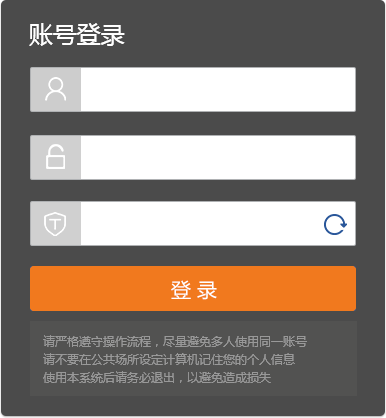 账号登录
T
登录
请严格遵守操作流程，尽量避免多人使用同一账号
请不要在公共场所设定计算机记住您的个人信息
使用本系统后请务必退出，以避免造成损失